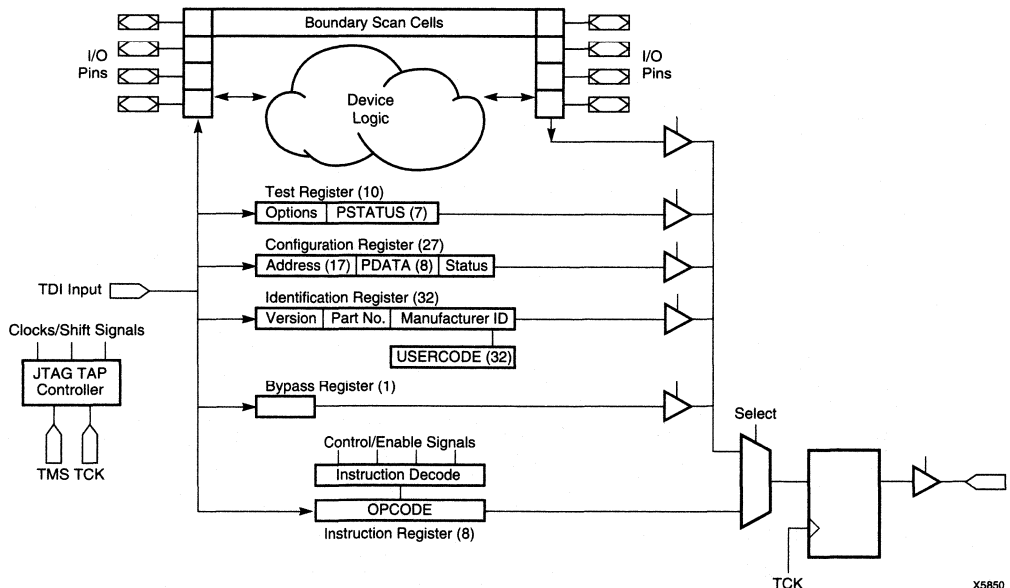 Boundary Scan Cells
I/O
Pins
I/O
Pins
Device
Logic
Test Register (10)
Options PSTATUS (7)
Configuration Register (27)
Address (17) PDATA (8) Status
TDI Input
Identification Register (32)
Version Part No. Manufacturer ID
USERCODE (32)
Clocks/Shift Signals
JTAG TAP
Controller
TMS TCK
Bypass Register (1)
Select
Control/Enable Signals
Instruction Decode
OPCODE
Instruction Register (8)
TCK
X5850